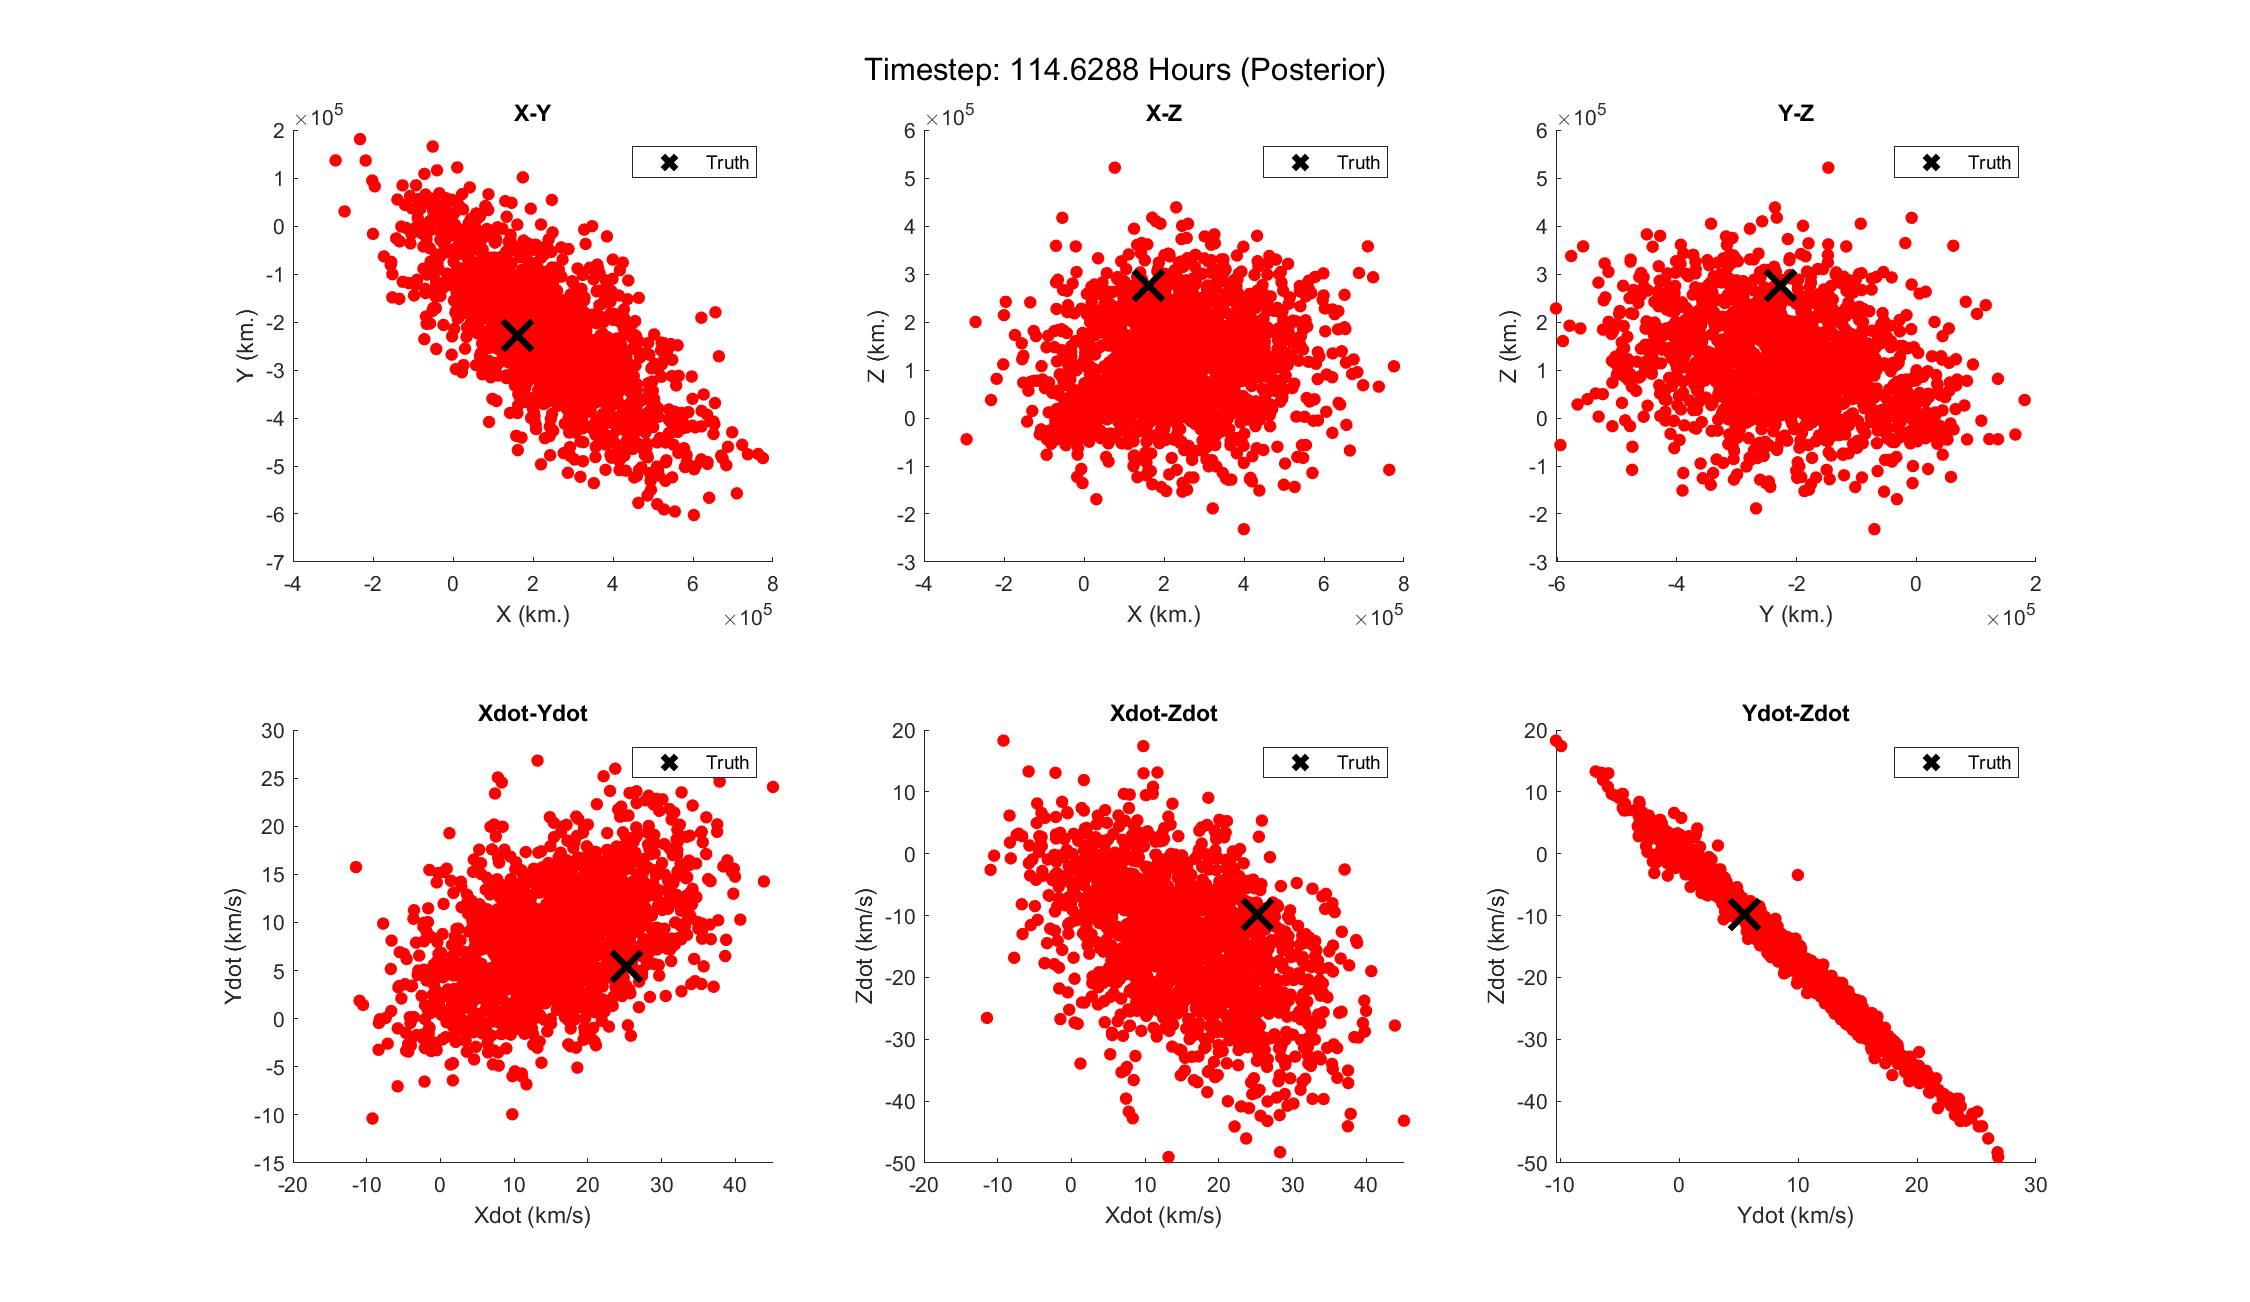 Timestep: 114.6288 Hours (Posterior)
X-Y
×10^5
2
1
0
-1
-2
-3
-4
-5
-6
-7
Y (km.)
-4 -2 0 2 4 6 8
X (km.)
×10^5
Truth
X-Z
×10^5
6
5
4
3
2
1
0
-1
-2
-3
Z (km.)
-4 -2 0 2 4 6 8
X (km.)
×10^5
Truth
Y-Z
×10^5
6
5
4
3
2
1
0
-1
-2
-3
Z (km.)
-6 -4 -2 0 2
Y (km.)
×10^5
Truth
Xdot-Ydot
30
25
20
15
10
5
0
-5
-10
-15
Ydot (km/s)
-20 -10 0 10 20 30 40
Xdot (km/s)
Truth
Xdot-Zdot
20
10
0
-10
-20
-30
-40
-50
Zdot (km/s)
-20 -10 0 10 20 30 40
Xdot (km/s)
Truth
Ydot-Zdot
20
10
0
-10
-20
-30
-40
-50
Zdot (km/s)
-10 0 10 20 30
Ydot (km/s)
Truth